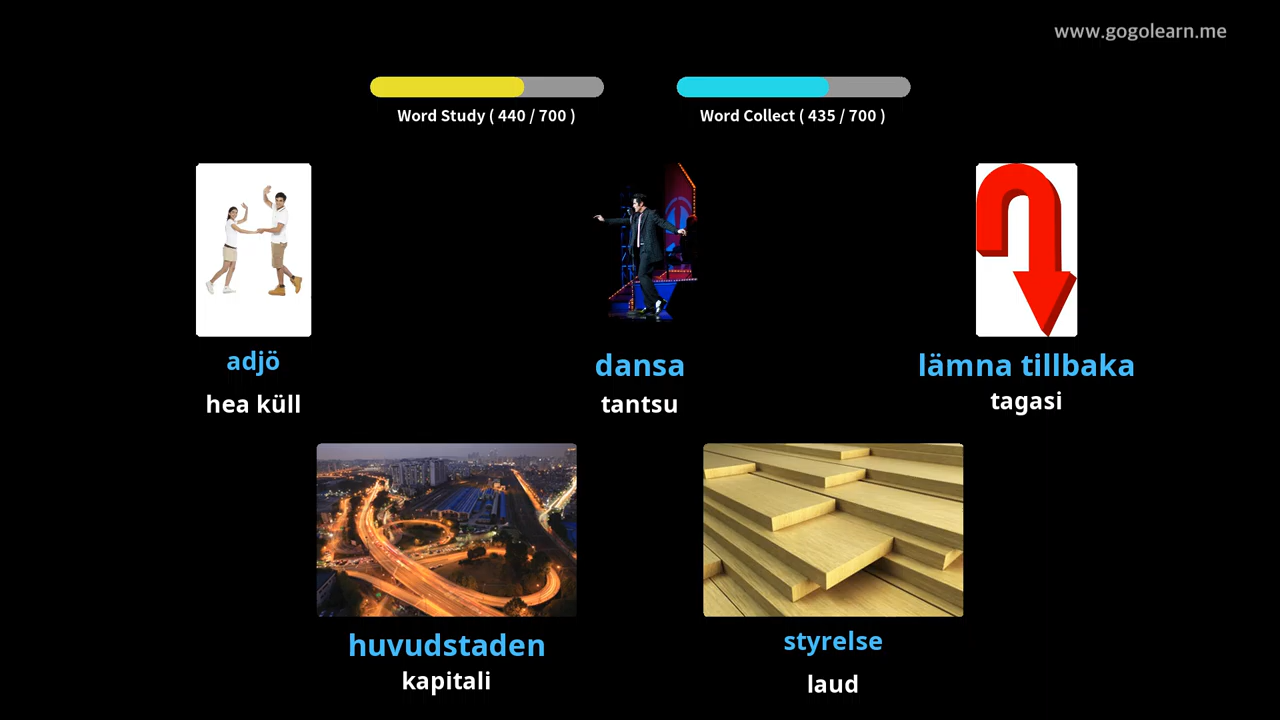 www.gogolearn.me
Word Study ( 440 / 700 )
Word Collect ( 435 / 700 )
adjö
dansa
lämna tillbaka
hea küll
tantsu
tagasi
huvudstaden
styrelse
kapitali
laud